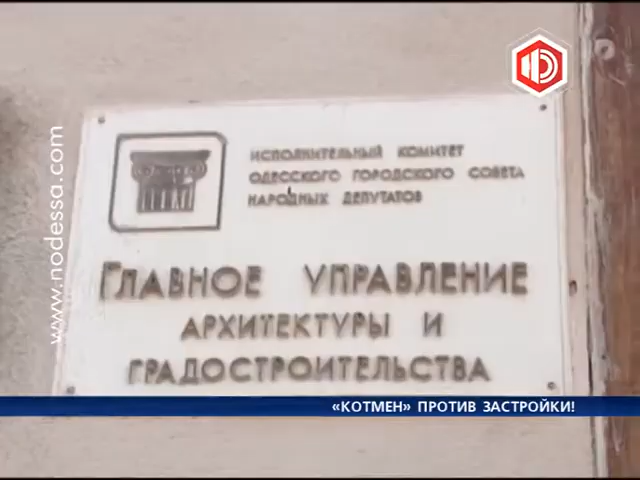 ИСПОЛНИТЕЛЬНЫЙ КОМИТЕТ
ОДЕССКОГО ГОРОДСКОГО СОВЕТА
НАРОДНЫХ ДЕПУТАТОВ
ГЛАВНОЕ УПРАВЛЕНИЕ
АРХИТЕКТУРЫ И
ГРАДОСТРОИТЕЛЬСТВА
«КОТМЕН» ПРОТИВ ЗАСТРОЙКИ!
www.nodessa.com